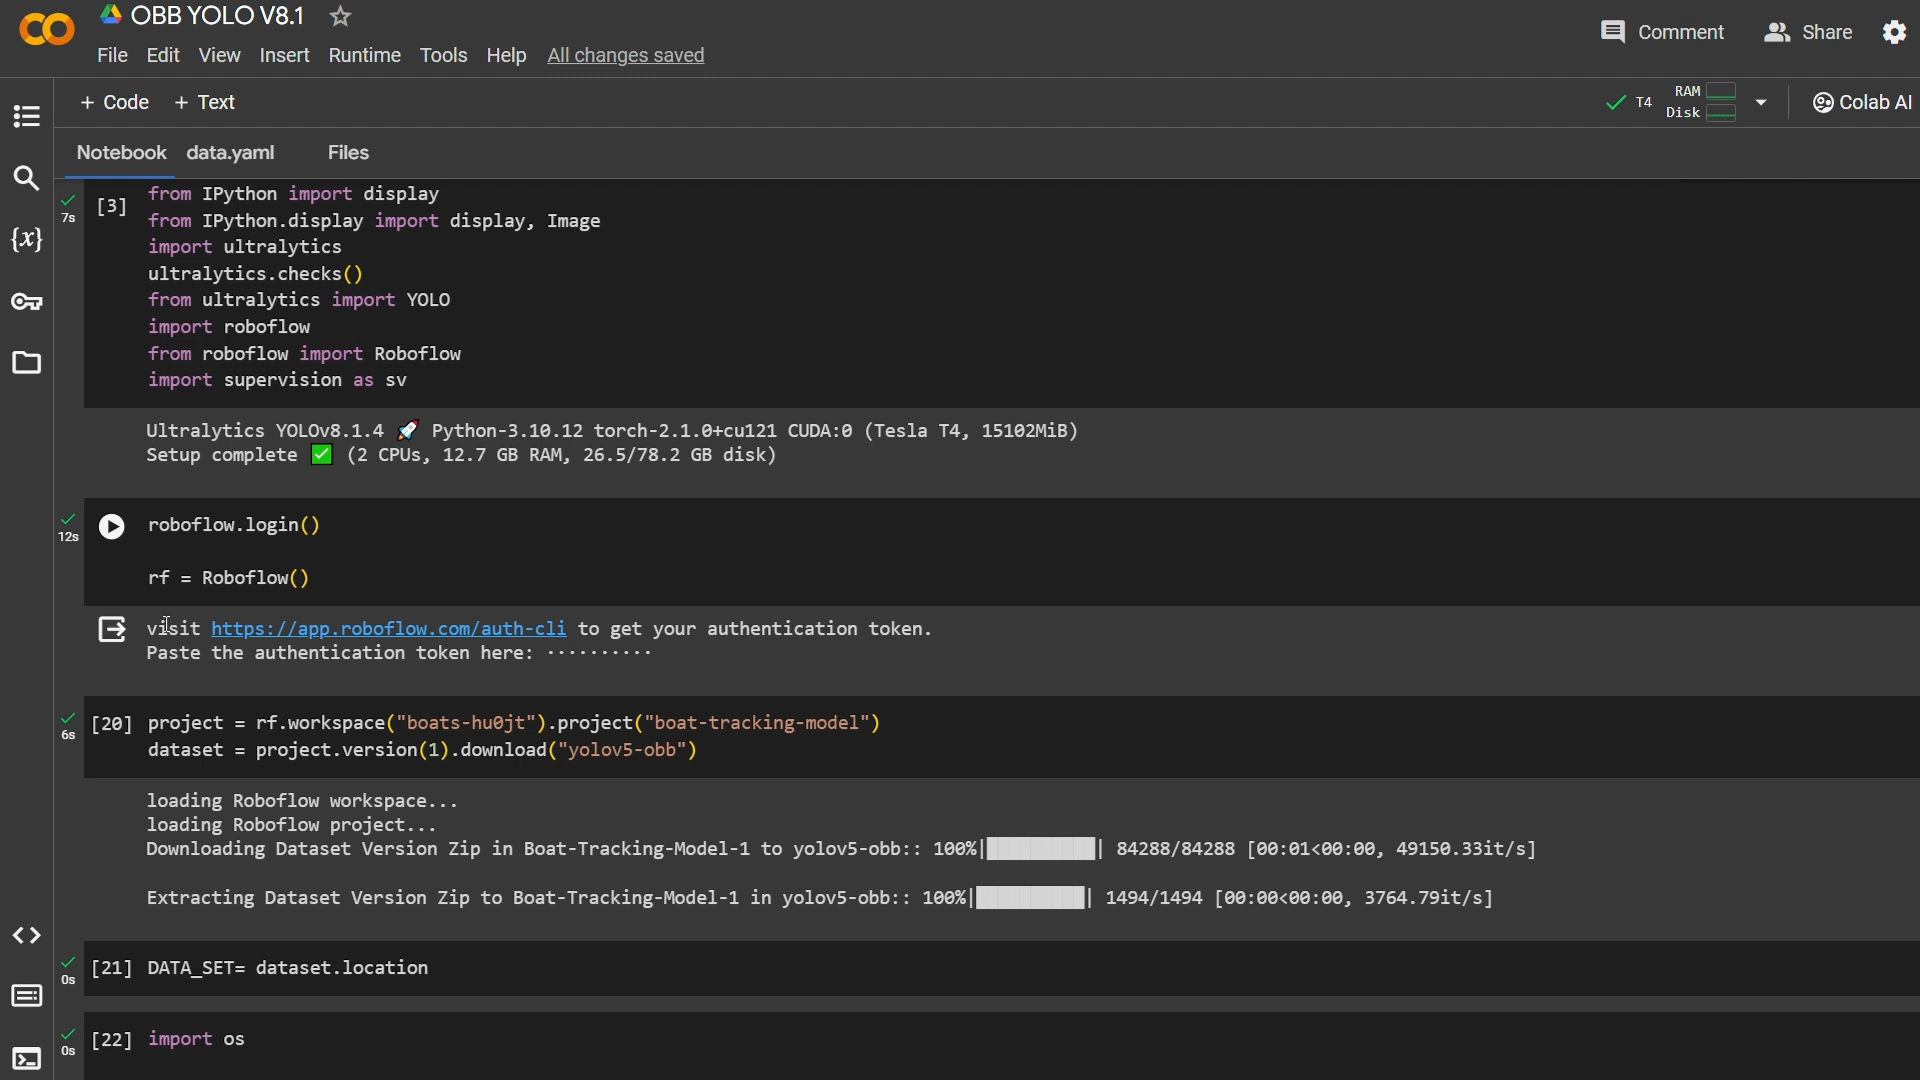 OBB YOLO V8.1
File Edit View Insert Runtime Tools Help All changes saved
Comment Share
+ Code + Text
T4 RAM Disk Colab AI
Notebook data.yaml Files
7s [3] from IPython import display
from IPython.display import display, Image
import ultralytics
ultralytics.checks()
from ultralytics import YOLO
import roboflow
from roboflow import Roboflow
import supervision as sv
Ultralytics YOLOv8.1.4 🚀 Python-3.10.12 torch-2.1.0+cu121 CUDA:0 (Tesla T4, 15102MiB)
Setup complete ✅ (2 CPUs, 12.7 GB RAM, 26.5/78.2 GB disk)
12s roboflow.login()
rf = Roboflow()
visit https://app.roboflow.com/auth-cli to get your authentication token.
Paste the authentication token here: ··········
6s [20] project = rf.workspace("boats-hu0jt").project("boat-tracking-model")
dataset = project.version(1).download("yolov5-obb")
loading Roboflow workspace...
loading Roboflow project...
Downloading Dataset Version Zip in Boat-Tracking-Model-1 to yolov5-obb:: 100%|██████████| 84288/84288 [00:01<00:00, 49150.33it/s]
Extracting Dataset Version Zip to Boat-Tracking-Model-1 in yolov5-obb:: 100%|██████████| 1494/1494 [00:00<00:00, 3764.79it/s]
0s [21] DATA_SET= dataset.location
0s [22] import os